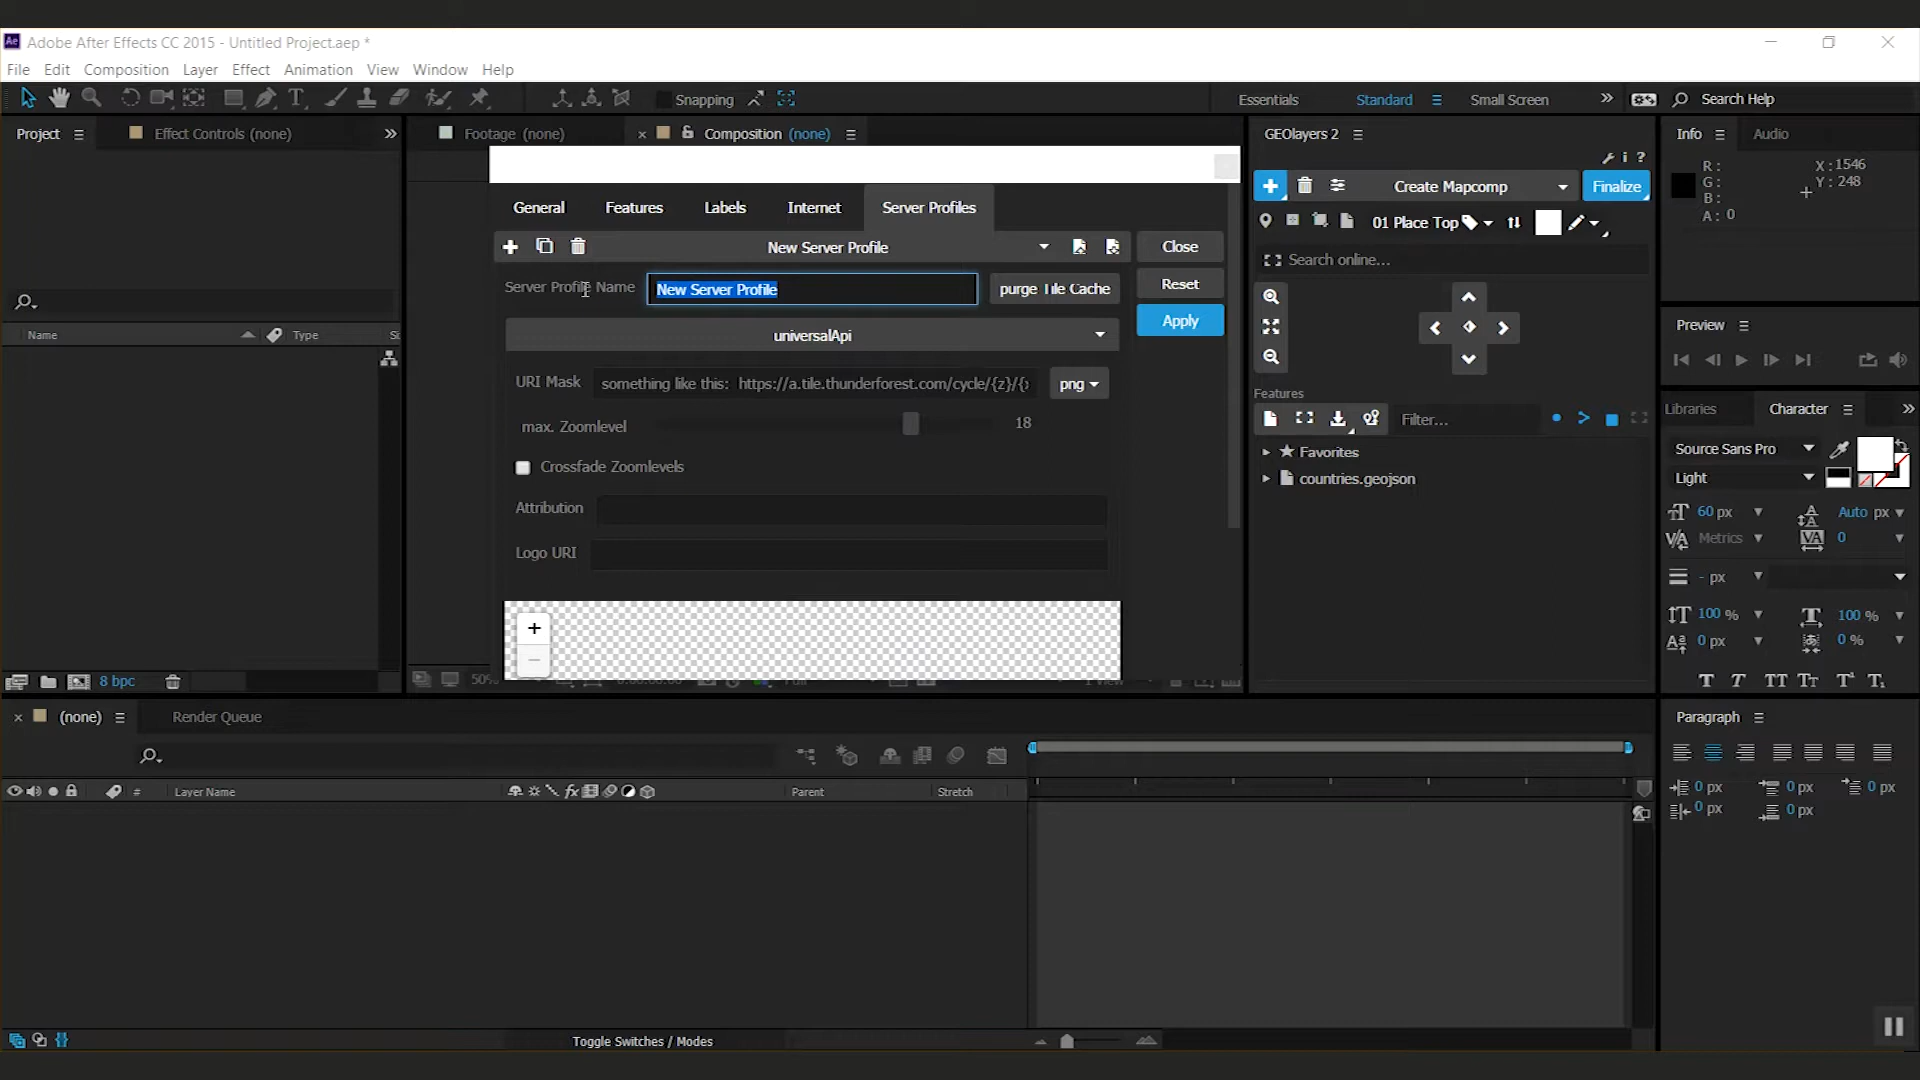 Ae Adobe After Effects CC 2015 - Untitled Project.aep *
File Edit Composition Layer Effect Animation View Window Help
Snapping Essentials Standard Small Screen Search Help
Project Effect Controls (none) Footage (none) Composition (none) GEOlayers 2 Info Audio
R :
G :
B :
A : 0
X : 1546
Y : 248
General Features Labels Internet Server Profiles
Create Mapcomp Finalize
01 Place Top
New Server Profile Close
Search online...
Server Profile Name New Server Profile purge Tile Cache Reset
universalApi Apply
Name Type
Preview
URI Mask something like this: https://a.tile.thunderforest.com/cycle/{z}/{x png
max. Zoomlevel 18
Features
Filter...
Libraries Character
Favorites
countries.geojson
Source Sans Pro
Light
Crossfade Zoomlevels
Attribution
Logo URI
60 px Auto px
Metrics 0
- px
100 % 100 %
0 px 0 %
+
−
8 bpc
50%
T T TT TT T T
(none) Render Queue Paragraph
# Layer Name fx Parent Stretch
0 px 0 px 0 px
0 px 0 px
Toggle Switches / Modes